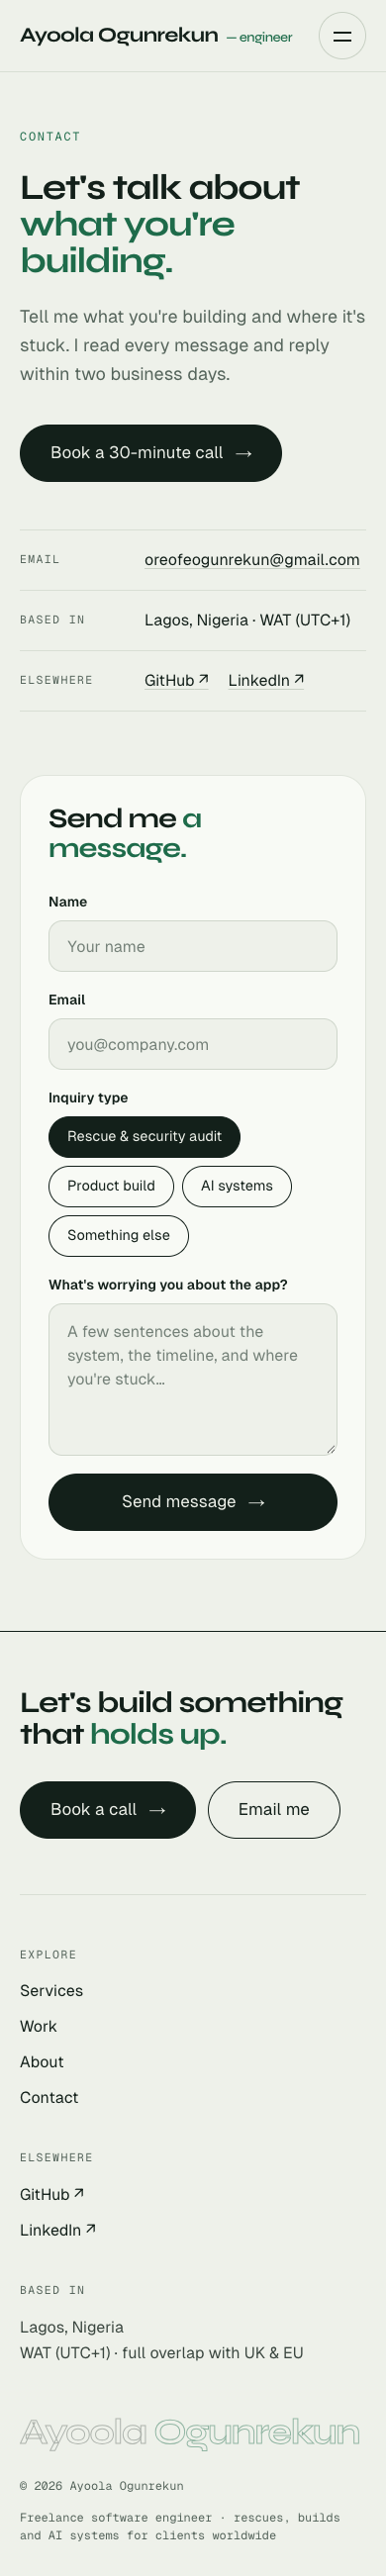 Ayoola Ogunrekun — engineer
CONTACT
Let's talk about
what you're
building.
Tell me what you're building and where it's
stuck. I read every message and reply
within two business days.
Book a 30-minute call →
EMAIL oreofeogunrekun@gmail.com
BASED IN Lagos, Nigeria · WAT (UTC+1)
ELSEWHERE GitHub ↗ LinkedIn ↗
Send me a
message.
Name
Your name
Email
you@company.com
Inquiry type
Rescue & security audit
Product build AI systems
Something else
What's worrying you about the app?
A few sentences about the
system, the timeline, and where
you're stuck…
Send message →
Let's build something
that holds up.
Book a call → Email me
EXPLORE
Services
Work
About
Contact
ELSEWHERE
GitHub ↗
LinkedIn ↗
BASED IN
Lagos, Nigeria
WAT (UTC+1) · full overlap with UK & EU
Ayoola Ogunrekun
© 2026 Ayoola Ogunrekun
Freelance software engineer · rescues, builds
and AI systems for clients worldwide